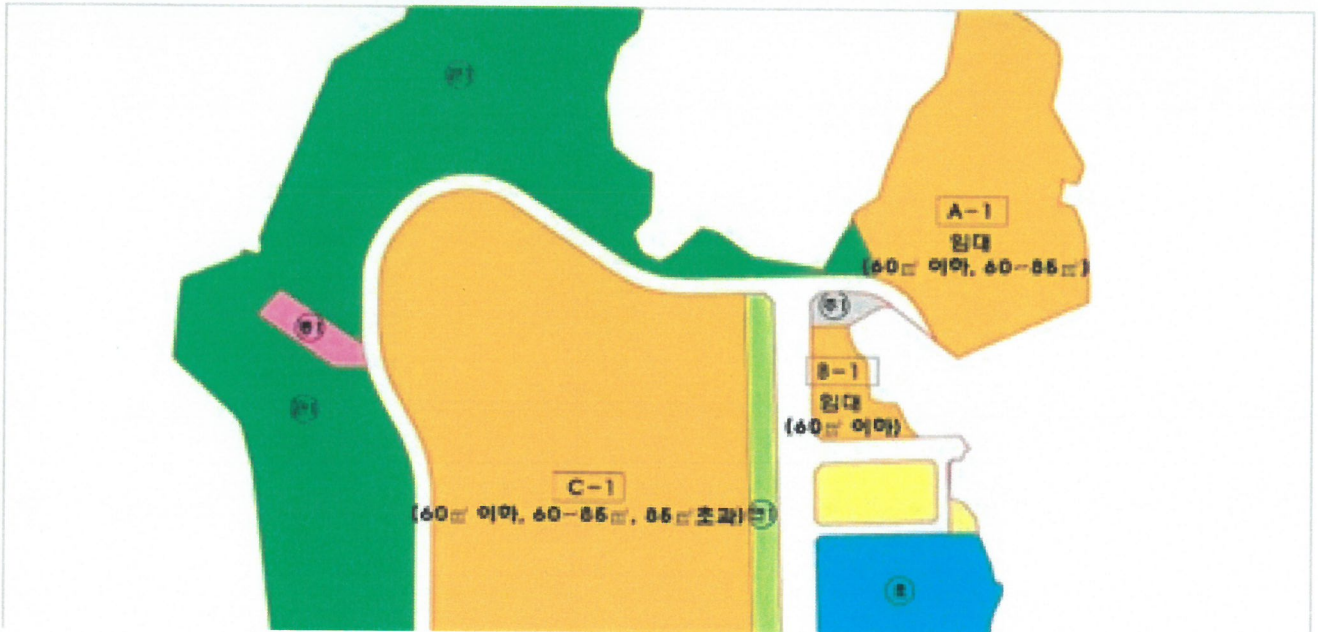 A-1
임대
(60㎡ 이하, 60~85㎡)
B-1
임대
(60㎡ 이하)
C-1
(60㎡ 이하, 60~85㎡, 85㎡초과)